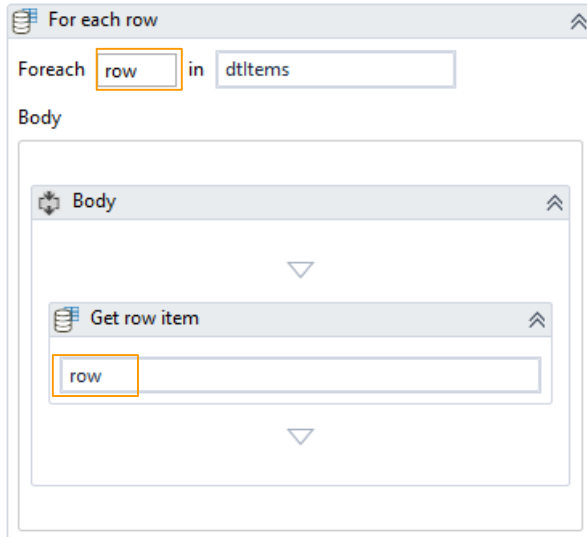 For each row
Foreach row in dtItems
Body
Body
Get row item
row